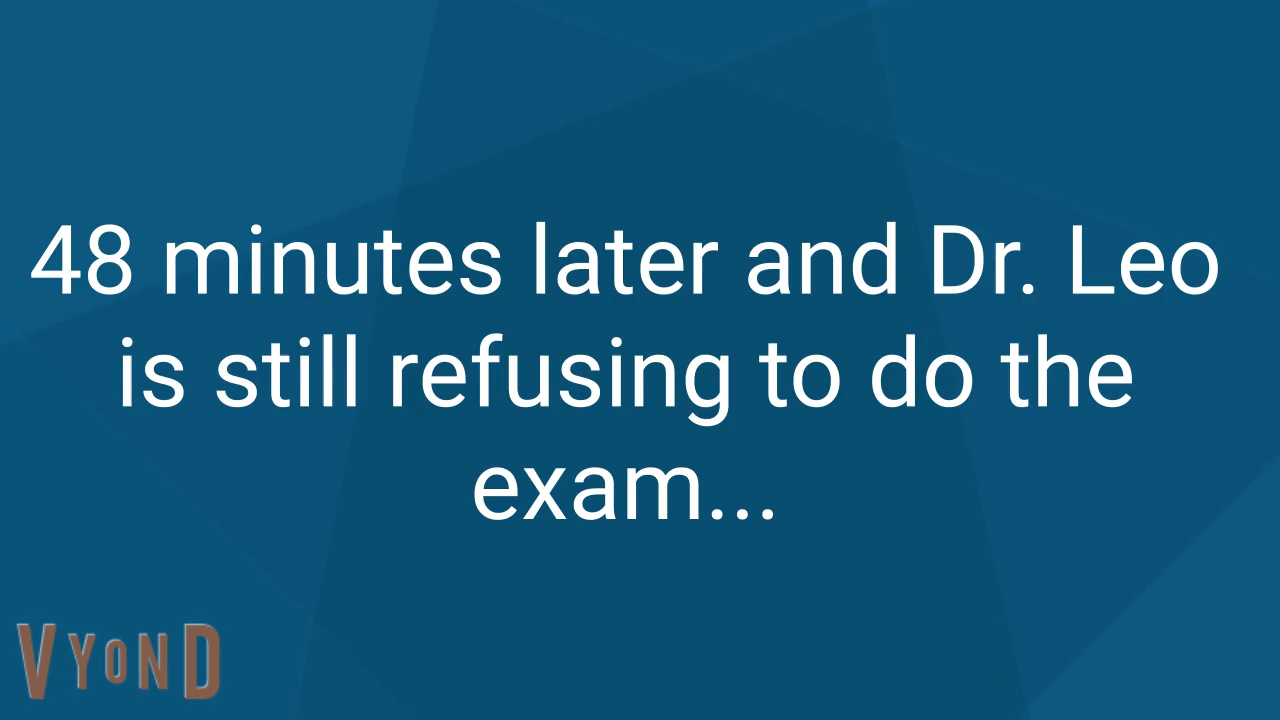 48 minutes later and Dr. Leo
is still refusing to do the
exam...
VYOND